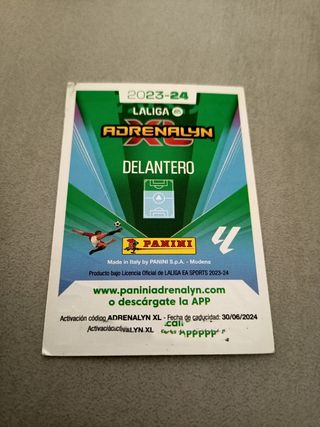 2023-24
LALIGA
ADRENALYN
XL
DELANTERO
PANINI
Made in Italy by PANINI S.p.A. - Modena
Producto bajo Licencia Oficial de LALIGA EA SPORTS 2023-24
www.paniniadrenalyn.com
o descárgate la APP
Activación código ADRENALYN XL - Fecha de caducidad: 30/06/2024